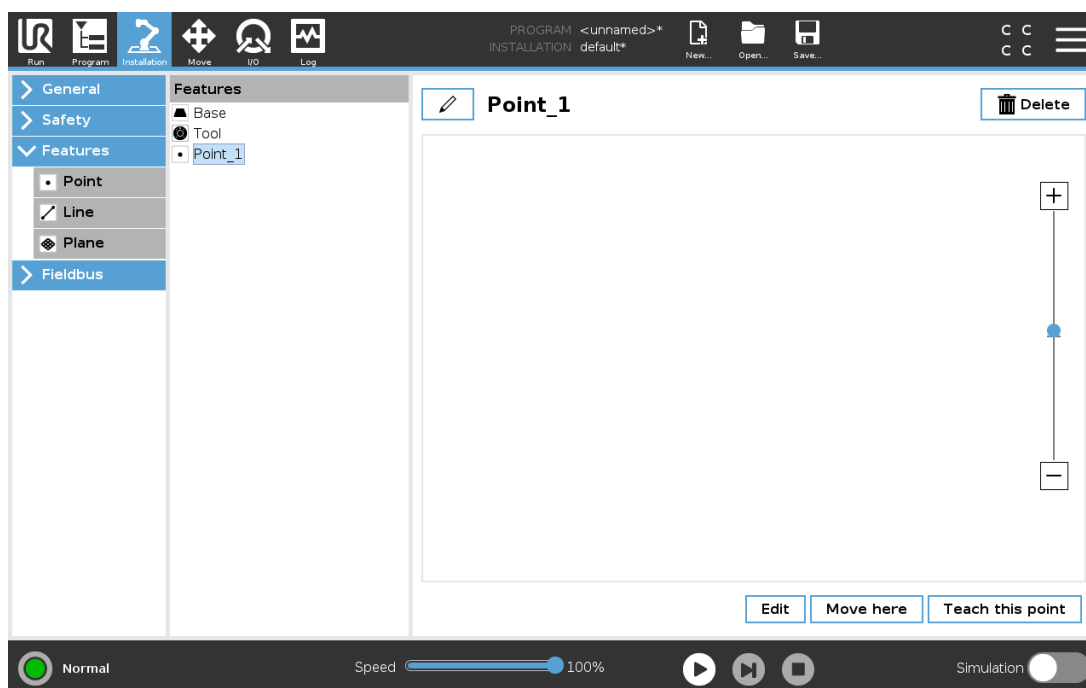 PROGRAM <unnamed>*
INSTALLATION default*
UR
Run Program Installation Move I/O Log New... Open... Save...
C C
C C
General
Safety
Features
Point
Line
Plane
Fieldbus
Features
Base
Tool
Point_1
Point_1
Delete
Edit Move here Teach this point
Normal Speed 100% Simulation